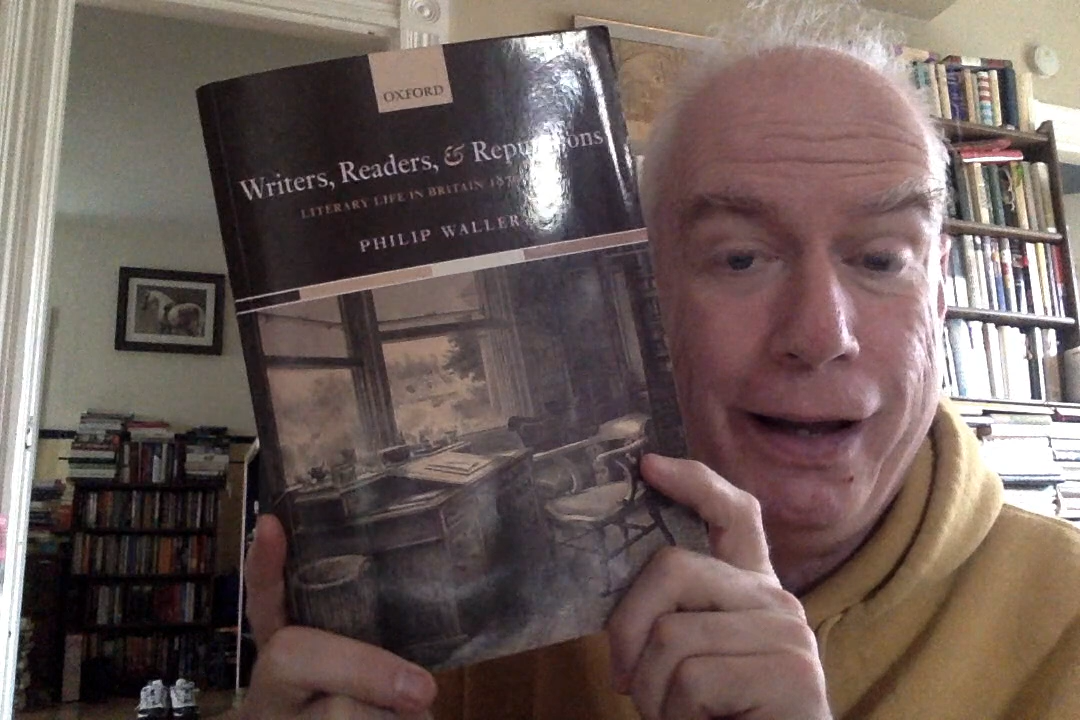 OXFORD
Writers, Readers, &
LITERARY LIFE IN BRITAIN
PHILIP WALLER